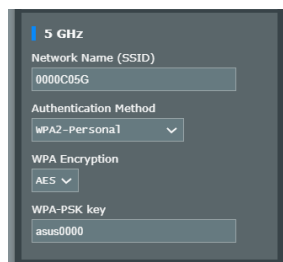 5 GHz
Network Name (SSID)
0000C05G
Authentication Method
WPA2-Personal
WPA Encryption
AES
WPA-PSK key
asus0000